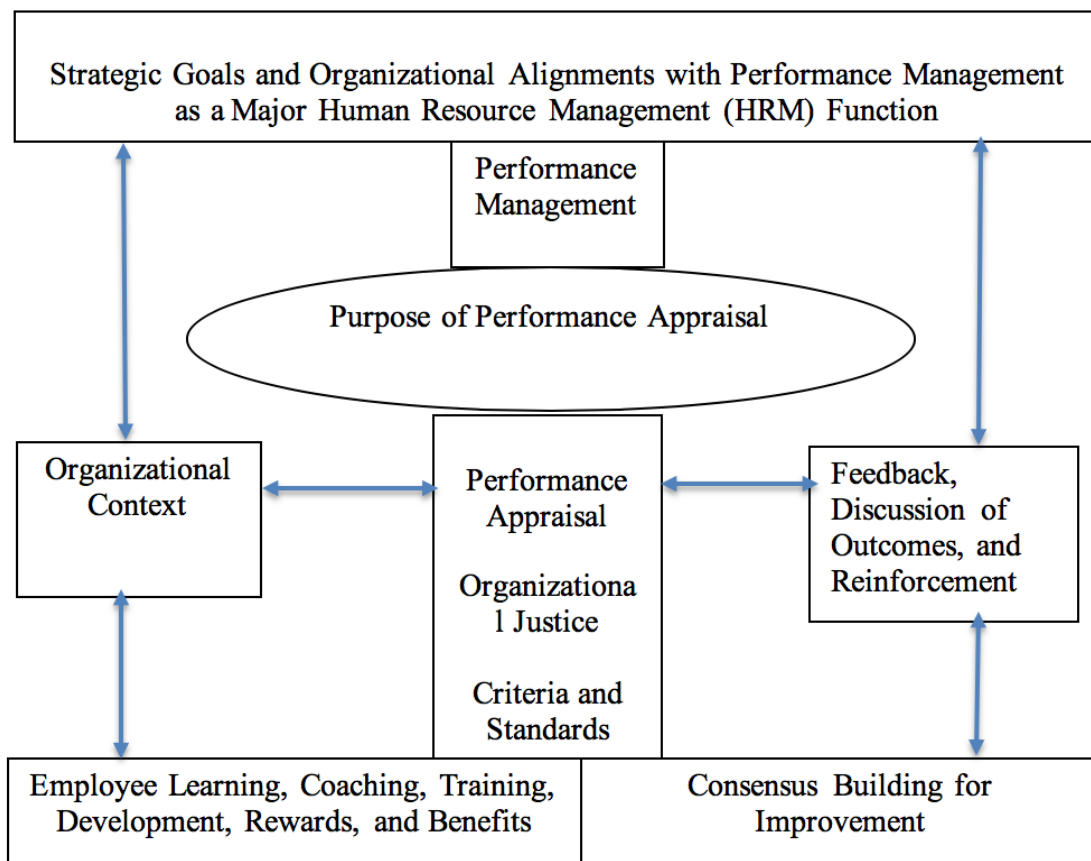 Strategic Goals and Organizational Alignments with Performance Management
as a Major Human Resource Management (HRM) Function
Performance
Management
Purpose of Performance Appraisal
Organizational
Context
Performance
Appraisal
Organizationa
l Justice
Criteria and
Standards
Feedback,
Discussion of
Outcomes, and
Reinforcement
Employee Learning, Coaching, Training,
Development, Rewards, and Benefits
Consensus Building for
Improvement